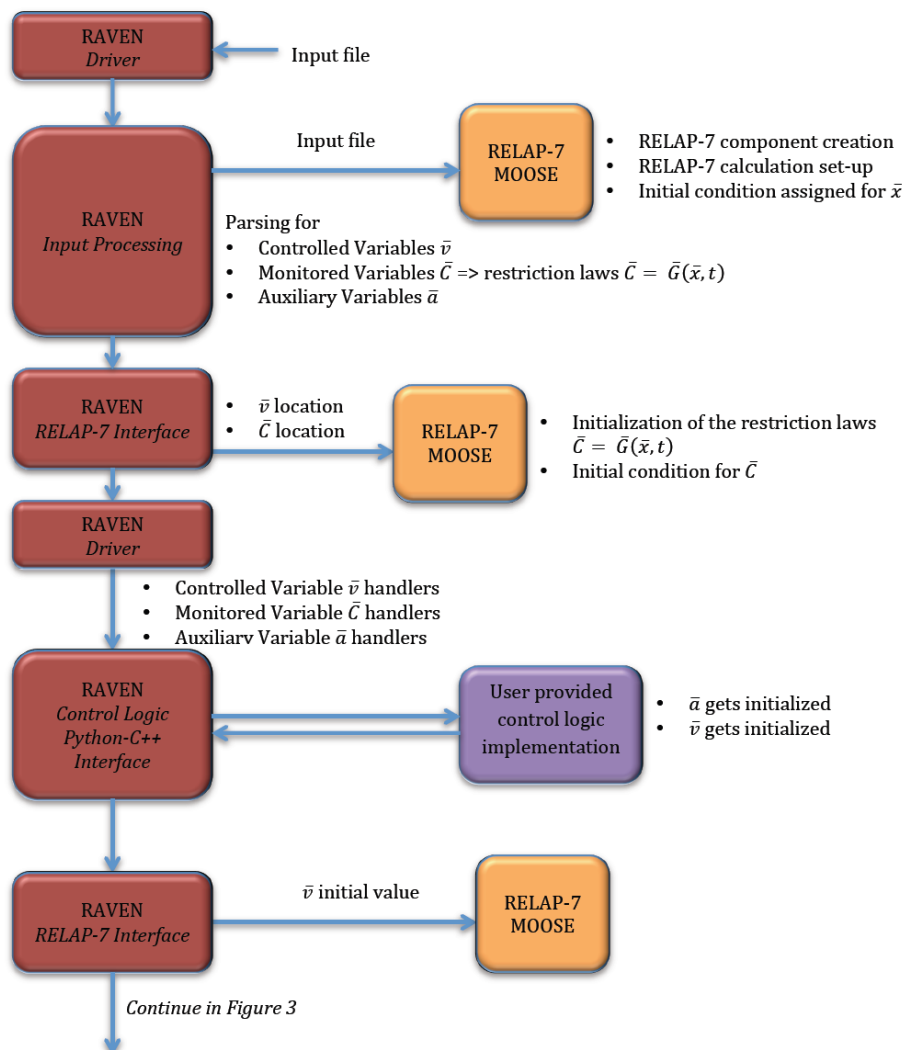 RAVEN
Driver
Input file
Input file
RAVEN
Input Processing
RELAP-7
MOOSE
• RELAP-7 component creation
• RELAP-7 calculation set-up
• Initial condition assigned for x̄
Parsing for
• Controlled Variables v̄
• Monitored Variables C̄ => restriction laws C̄ = Ḡ(x̄, t)
• Auxiliary Variables ā
RAVEN
RELAP-7 Interface
• v̄ location
• C̄ location
RELAP-7
MOOSE
• Initialization of the restriction laws
C̄ = Ḡ(x̄, t)
• Initial condition for C̄
RAVEN
Driver
• Controlled Variable v̄ handlers
• Monitored Variable C̄ handlers
• Auxiliary Variable ā handlers
RAVEN
Control Logic
Python-C++
Interface
User provided
control logic
implementation
• ā gets initialized
• v̄ gets initialized
RAVEN
RELAP-7 Interface
v̄ initial value
RELAP-7
MOOSE
Continue in Figure 3